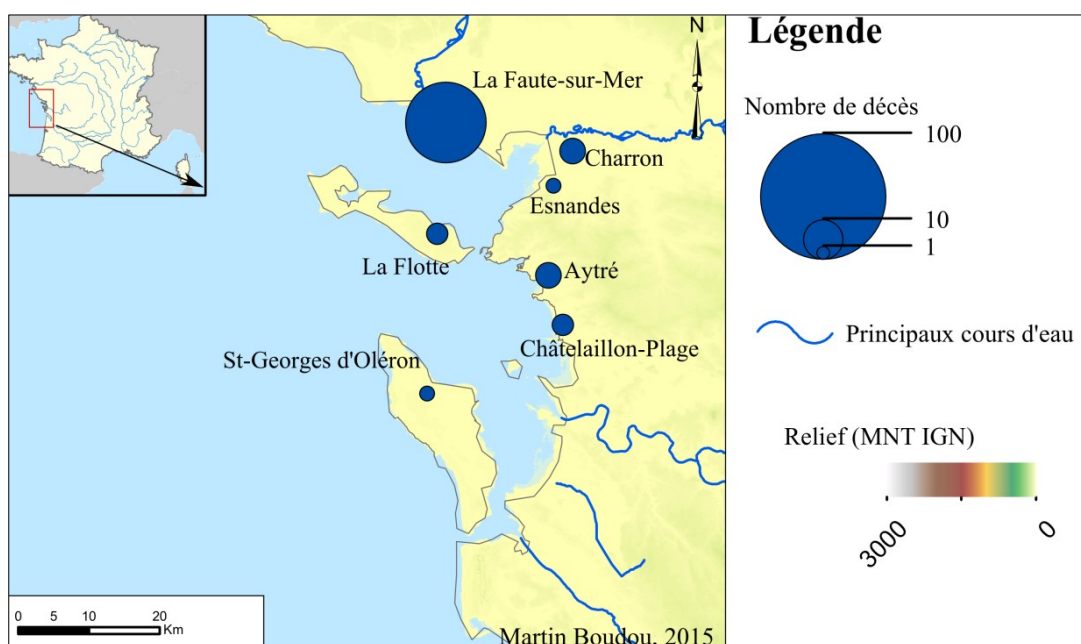 N
La Faute-sur-Mer
Charron
Esnandes
La Flotte
Aytré
Châtelaillon-Plage
St-Georges d'Oléron
0 5 10 20
Km
Martin Boudou, 2015
Légende
Nombre de décès
100
10
1
Principaux cours d'eau
Relief (MNT IGN)
3000
0